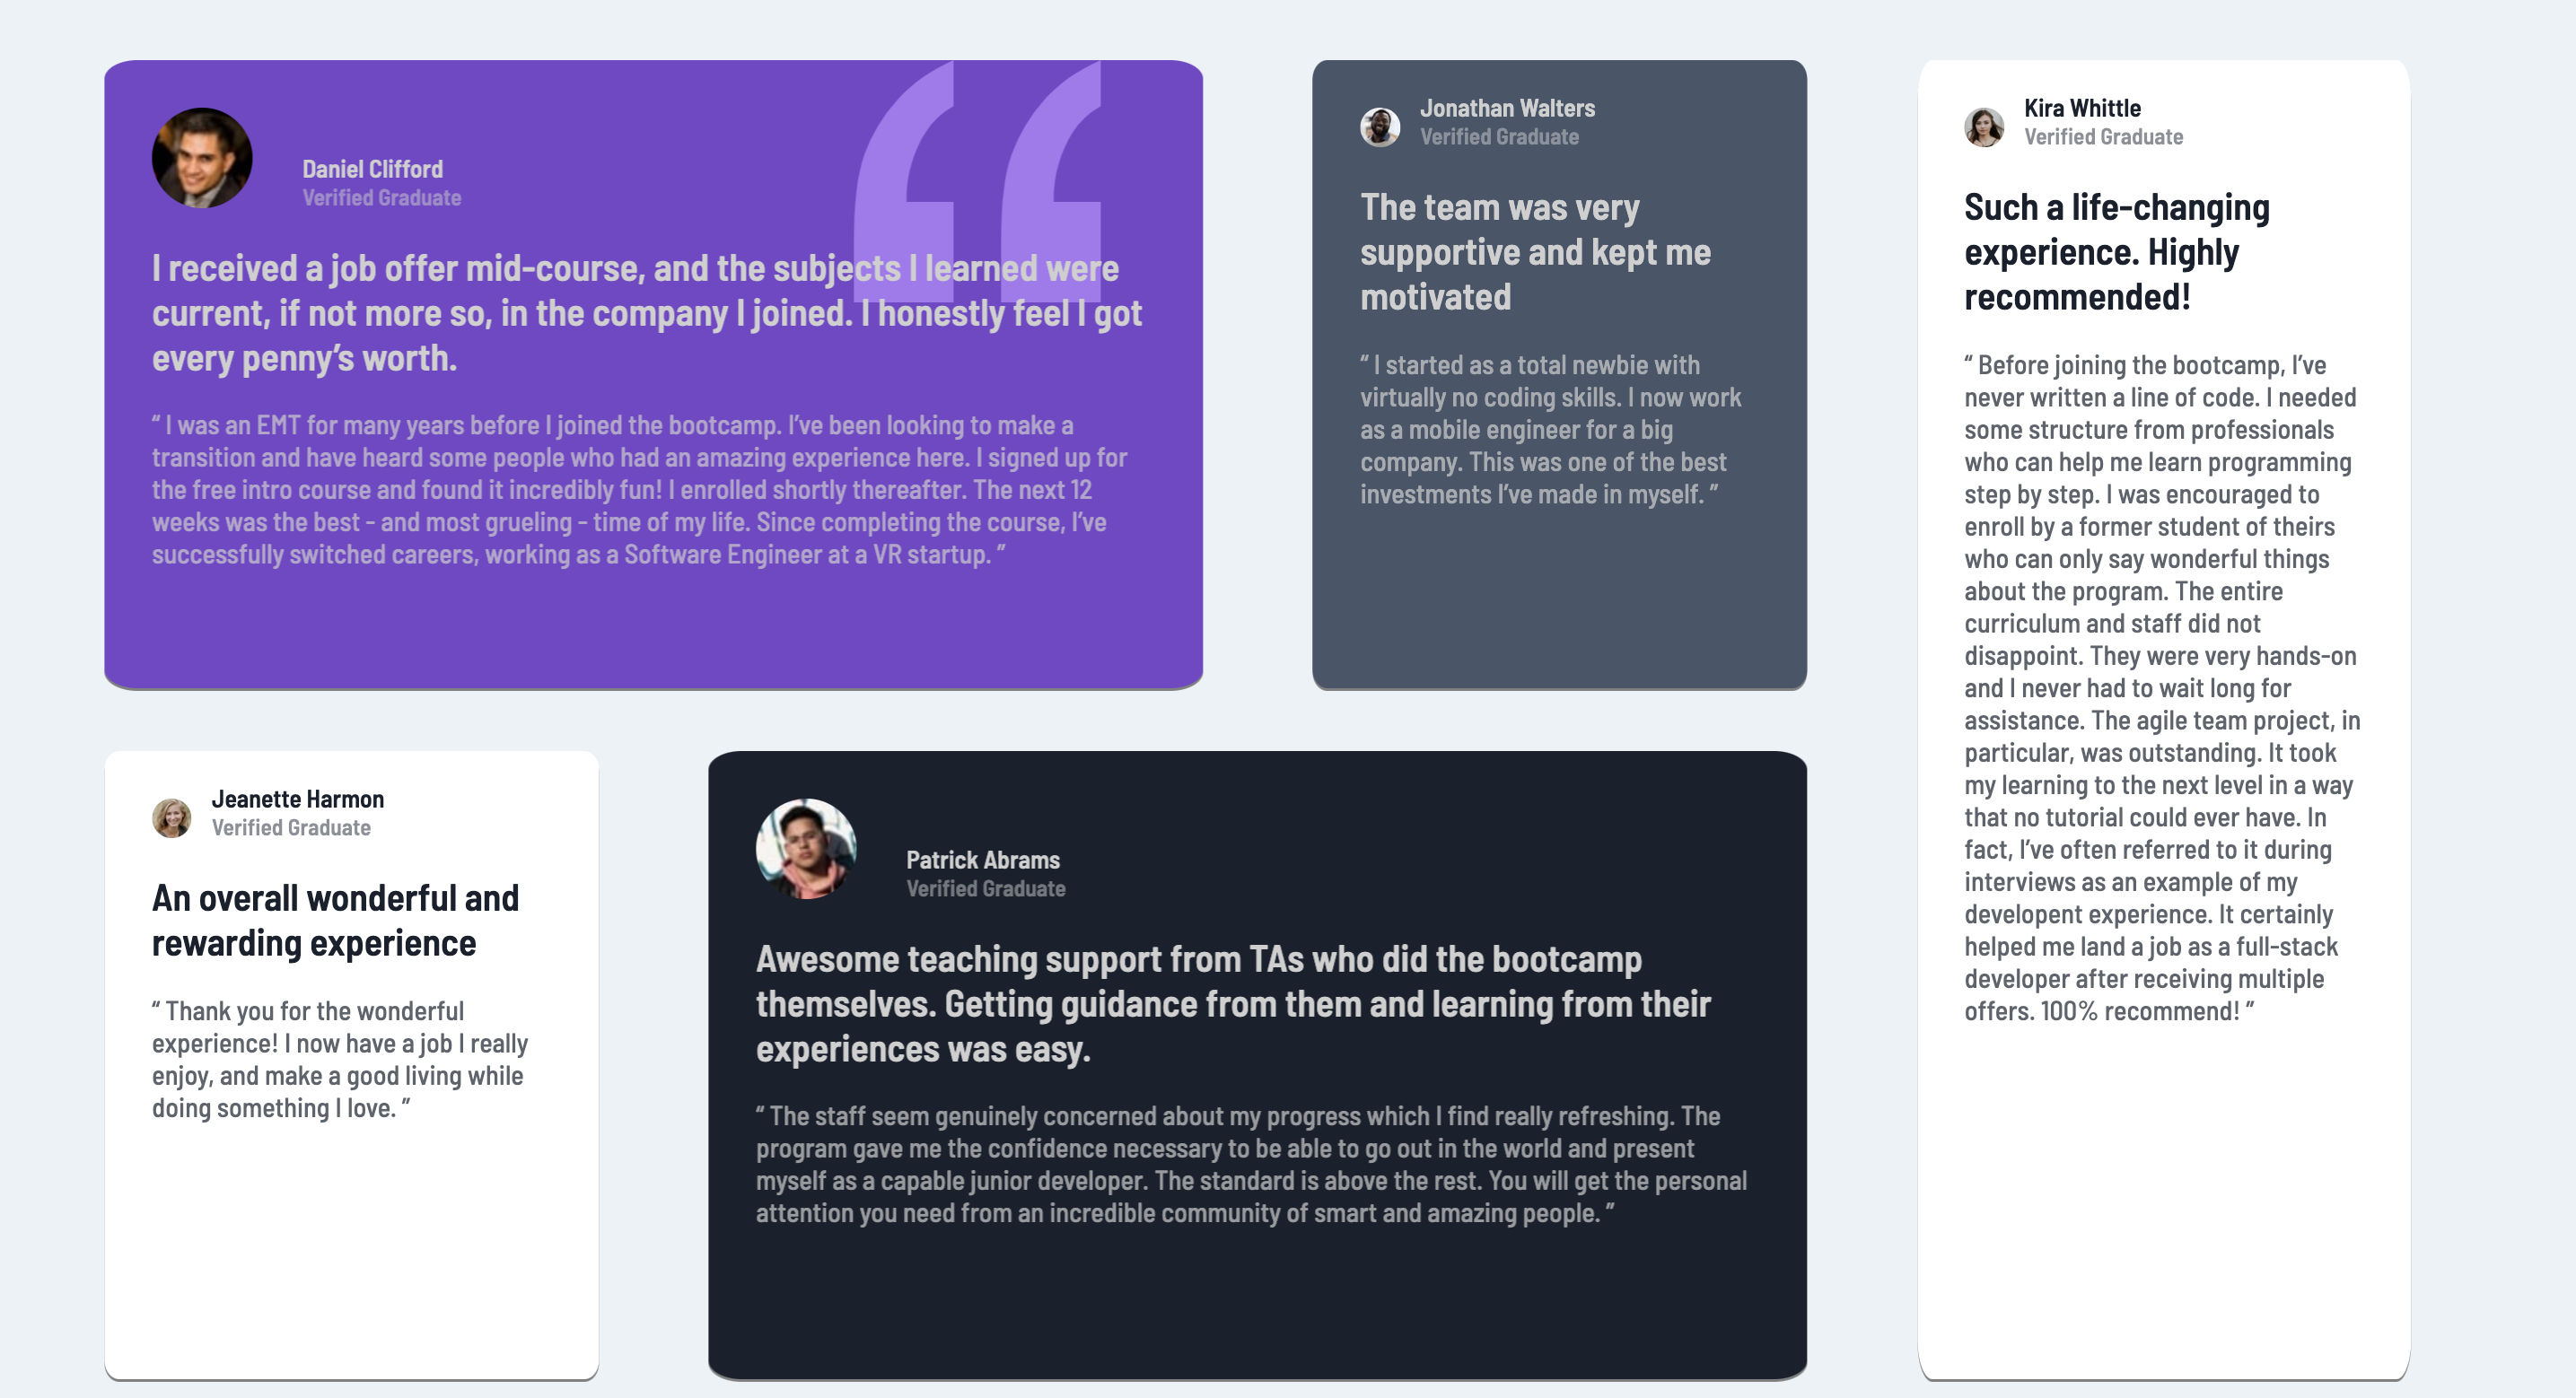 Daniel Clifford
Verified Graduate
I received a job offer mid-course, and the subjects I learned were
current, if not more so, in the company I joined. I honestly feel I got
every penny’s worth.
“ I was an EMT for many years before I joined the bootcamp. I’ve been looking to make a
transition and have heard some people who had an amazing experience here. I signed up for
the free intro course and found it incredibly fun! I enrolled shortly thereafter. The next 12
weeks was the best - and most grueling - time of my life. Since completing the course, I’ve
successfully switched careers, working as a Software Engineer at a VR startup. ”
Jonathan Walters
Verified Graduate
The team was very
supportive and kept me
motivated
“ I started as a total newbie with
virtually no coding skills. I now work
as a mobile engineer for a big
company. This was one of the best
investments I’ve made in myself. ”
Kira Whittle
Verified Graduate
Such a life-changing
experience. Highly
recommended!
“ Before joining the bootcamp, I’ve
never written a line of code. I needed
some structure from professionals
who can help me learn programming
step by step. I was encouraged to
enroll by a former student of theirs
who can only say wonderful things
about the program. The entire
curriculum and staff did not
disappoint. They were very hands-on
and I never had to wait long for
assistance. The agile team project, in
particular, was outstanding. It took
my learning to the next level in a way
that no tutorial could ever have. In
fact, I’ve often referred to it during
interviews as an example of my
developent experience. It certainly
helped me land a job as a full-stack
developer after receiving multiple
offers. 100% recommend! ”
Jeanette Harmon
Verified Graduate
An overall wonderful and
rewarding experience
“ Thank you for the wonderful
experience! I now have a job I really
enjoy, and make a good living while
doing something I love. ”
Patrick Abrams
Verified Graduate
Awesome teaching support from TAs who did the bootcamp
themselves. Getting guidance from them and learning from their
experiences was easy.
“ The staff seem genuinely concerned about my progress which I find really refreshing. The
program gave me the confidence necessary to be able to go out in the world and present
myself as a capable junior developer. The standard is above the rest. You will get the personal
attention you need from an incredible community of smart and amazing people. ”